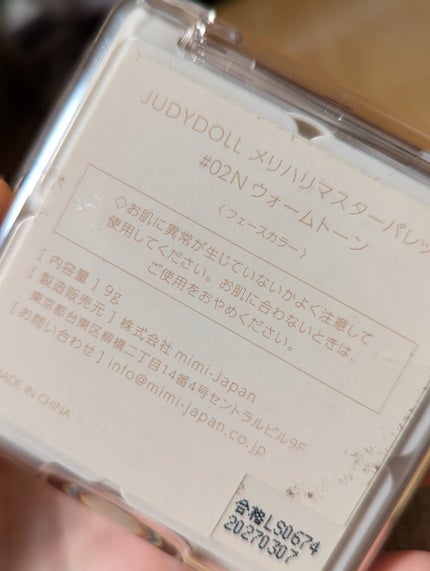 JUDYDOLL メリハリマスターパレッ
#02N ウォームトーン
（フェースカラー）
◇お肌に異常が生じていないかよく注意して
使用してください。お肌に合わないときは、
ご使用をおやめください。
[ 内容量 ] 9g
[ 製造販売元 ] 株式会社 mimi-Japan
東京都台東区柳橋二丁目14番4号セントラルビル9F
[ お問い合わせ ] info@mimi-japan.co.jp
MADE IN CHINA
合格LS0674
20270307